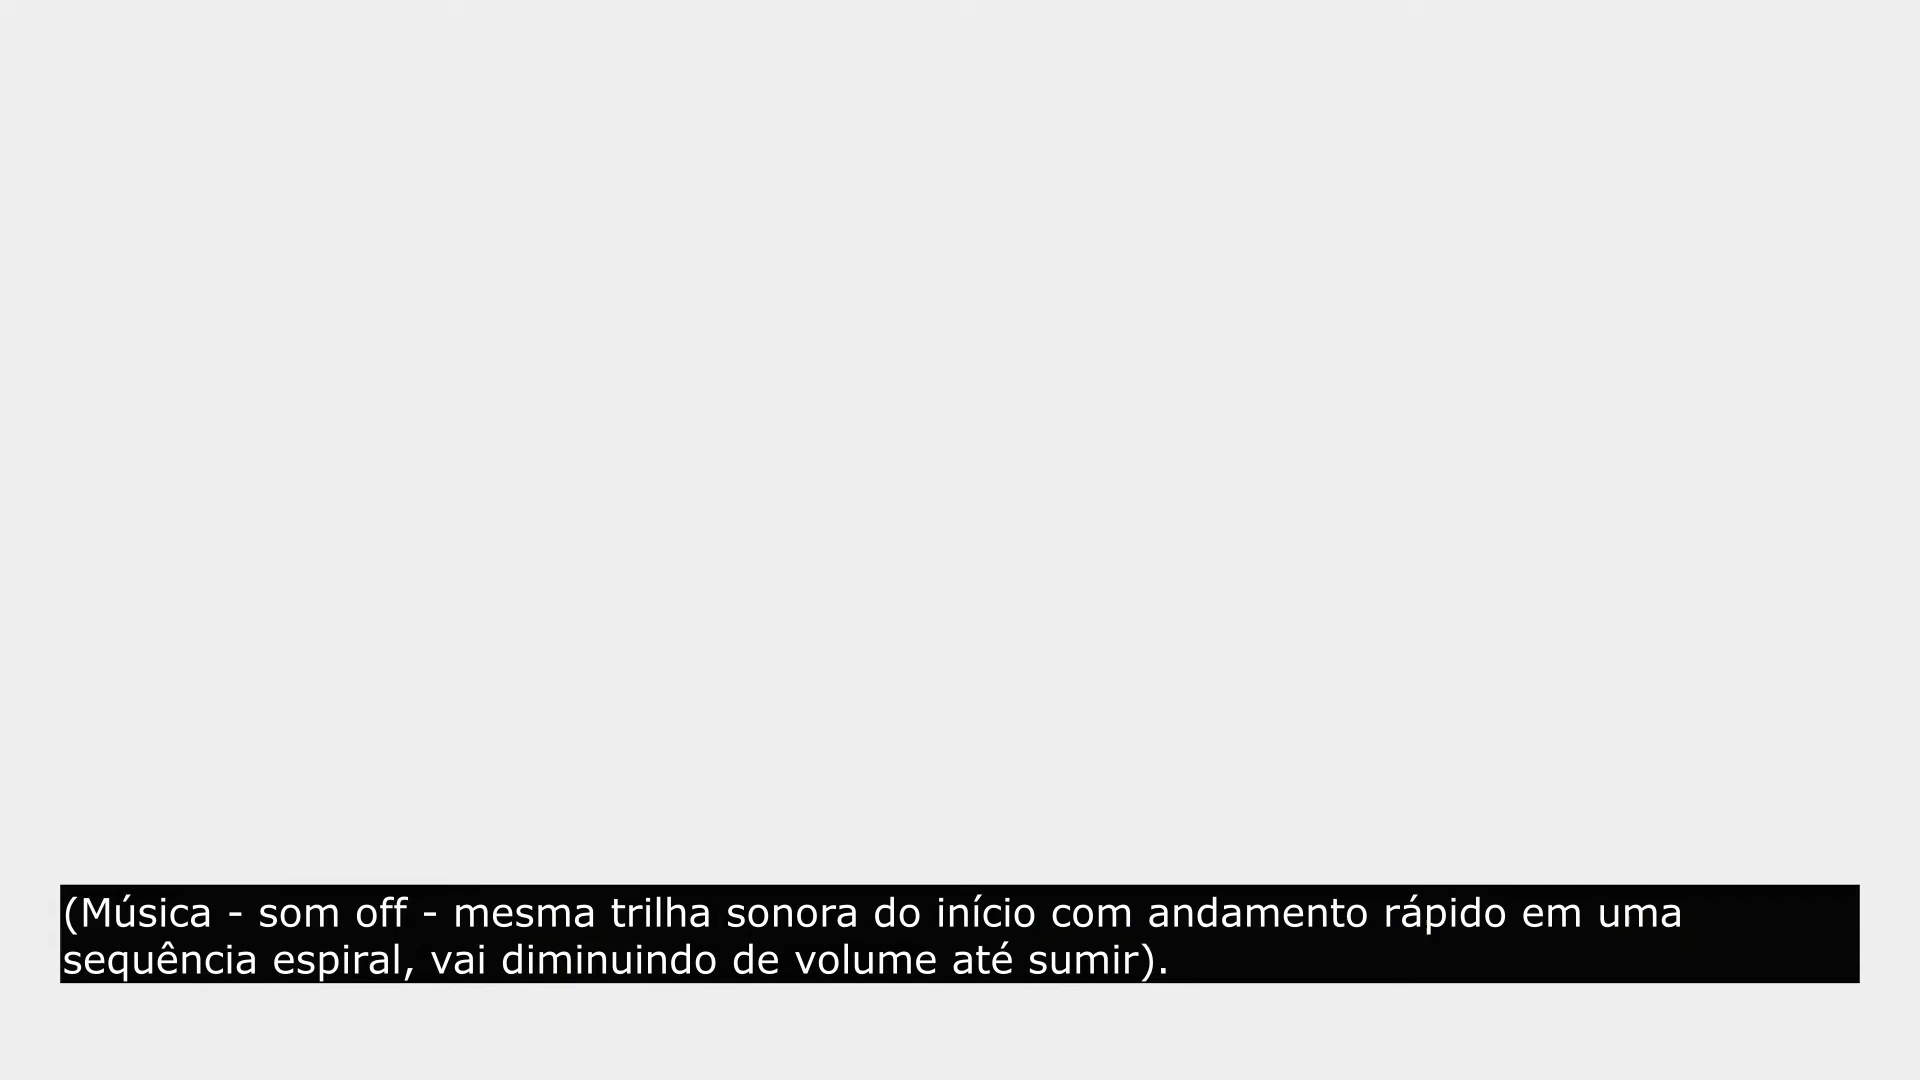 (Música - som off - mesma trilha sonora do início com andamento rápido em uma
sequência espiral, vai diminuindo de volume até sumir).